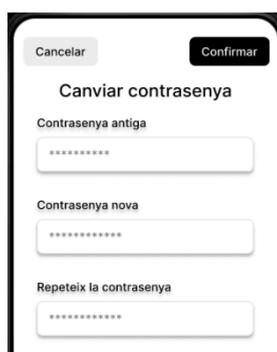 Cancelar Confirmar
Canviar contrasenya
Contrasenya antiga
**********
Contrasenya nova
************
Repeteix la contrasenya
************